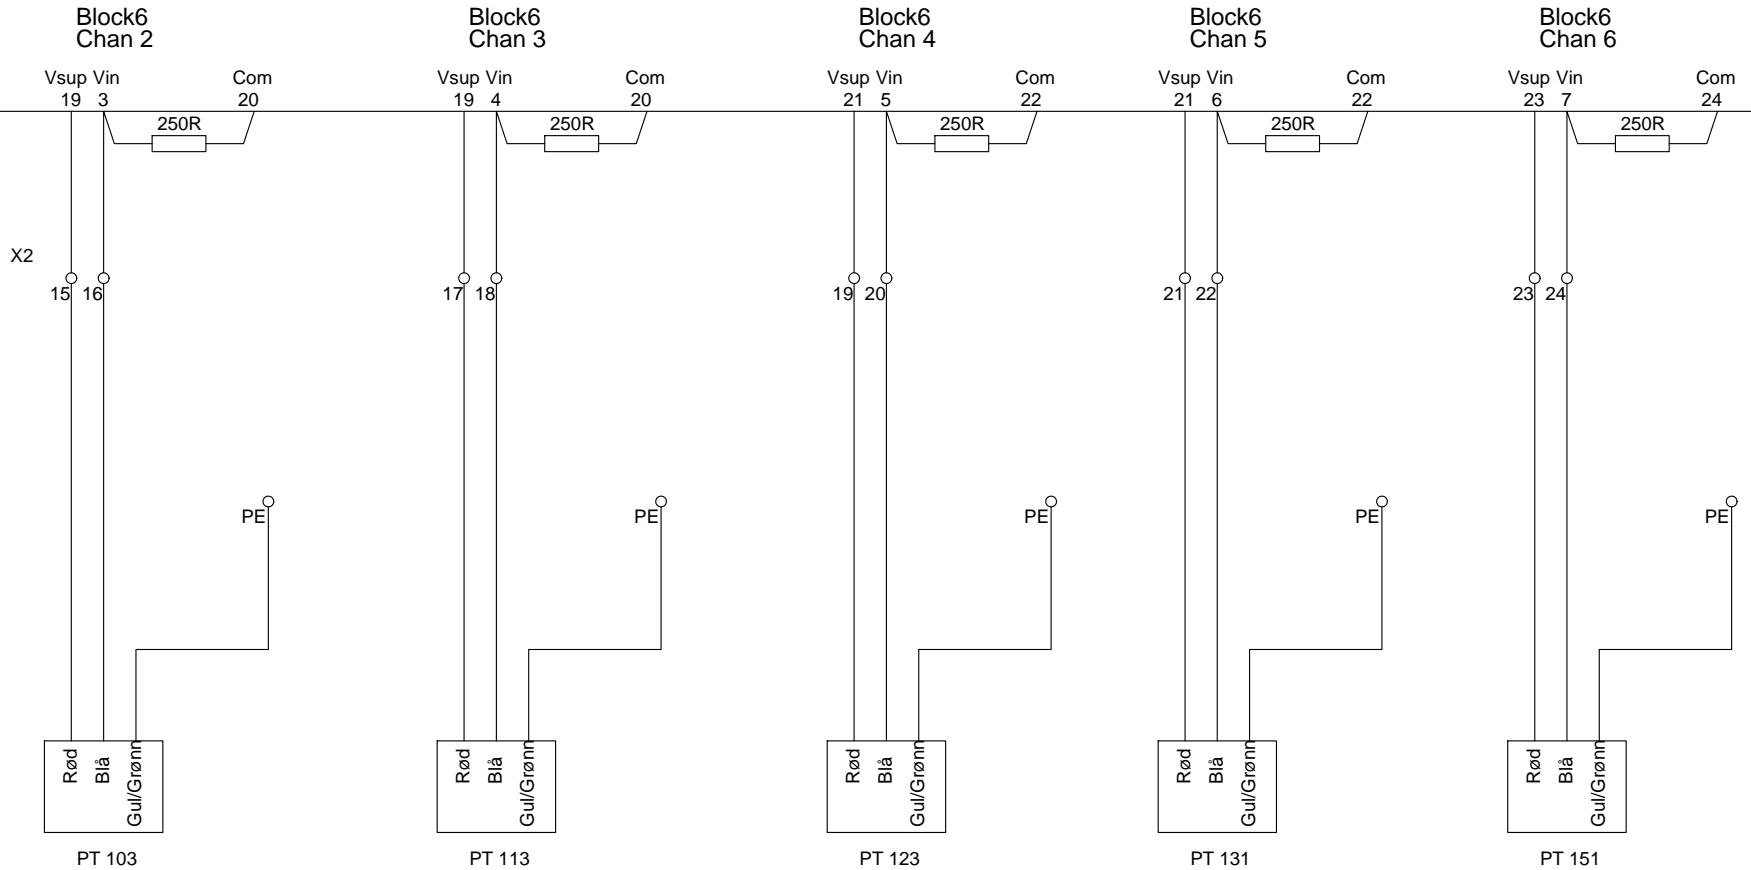 Block6 Block6 Block6 Block6 Block6
Chan 2 Chan 3 Chan 4 Chan 5 Chan 6
Vsup Vin Com Vsup Vin Com Vsup Vin Com Vsup Vin Com Vsup Vin Com
19 3 20 19 4 20 21 5 22 21 6 22 23 7 24
250R 250R 250R 250R 250R
X2
15 16 17 18 19 20 21 22 23 24
PE PE PE PE PE
Rød Blå Gul/Grønn Rød Blå Gul/Grønn Rød Blå Gul/Grønn Rød Blå Gul/Grønn Rød Blå Gul/Grønn
PT 103 PT 113 PT 123 PT 131 PT 151